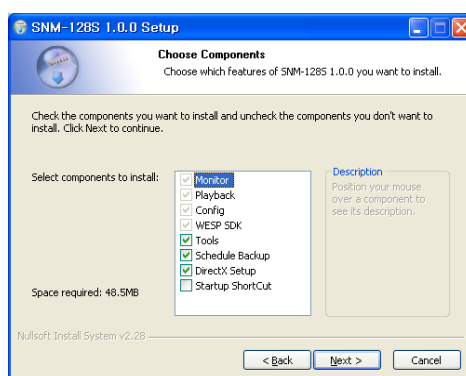 SNM-128S 1.0.0 Setup
Choose Components
Choose which features of SNM-128S 1.0.0 you want to install.
Check the components you want to install and uncheck the components you don't want to
install. Click Next to continue.
Select components to install:
Monitor
Playback
Config
WESP SDK
Tools
Schedule Backup
DirectX Setup
Startup ShortCut
Description
Position your mouse
over a component to
see its description.
Space required: 48.5MB
Nullsoft Install System v2.28
< Back
Next >
Cancel